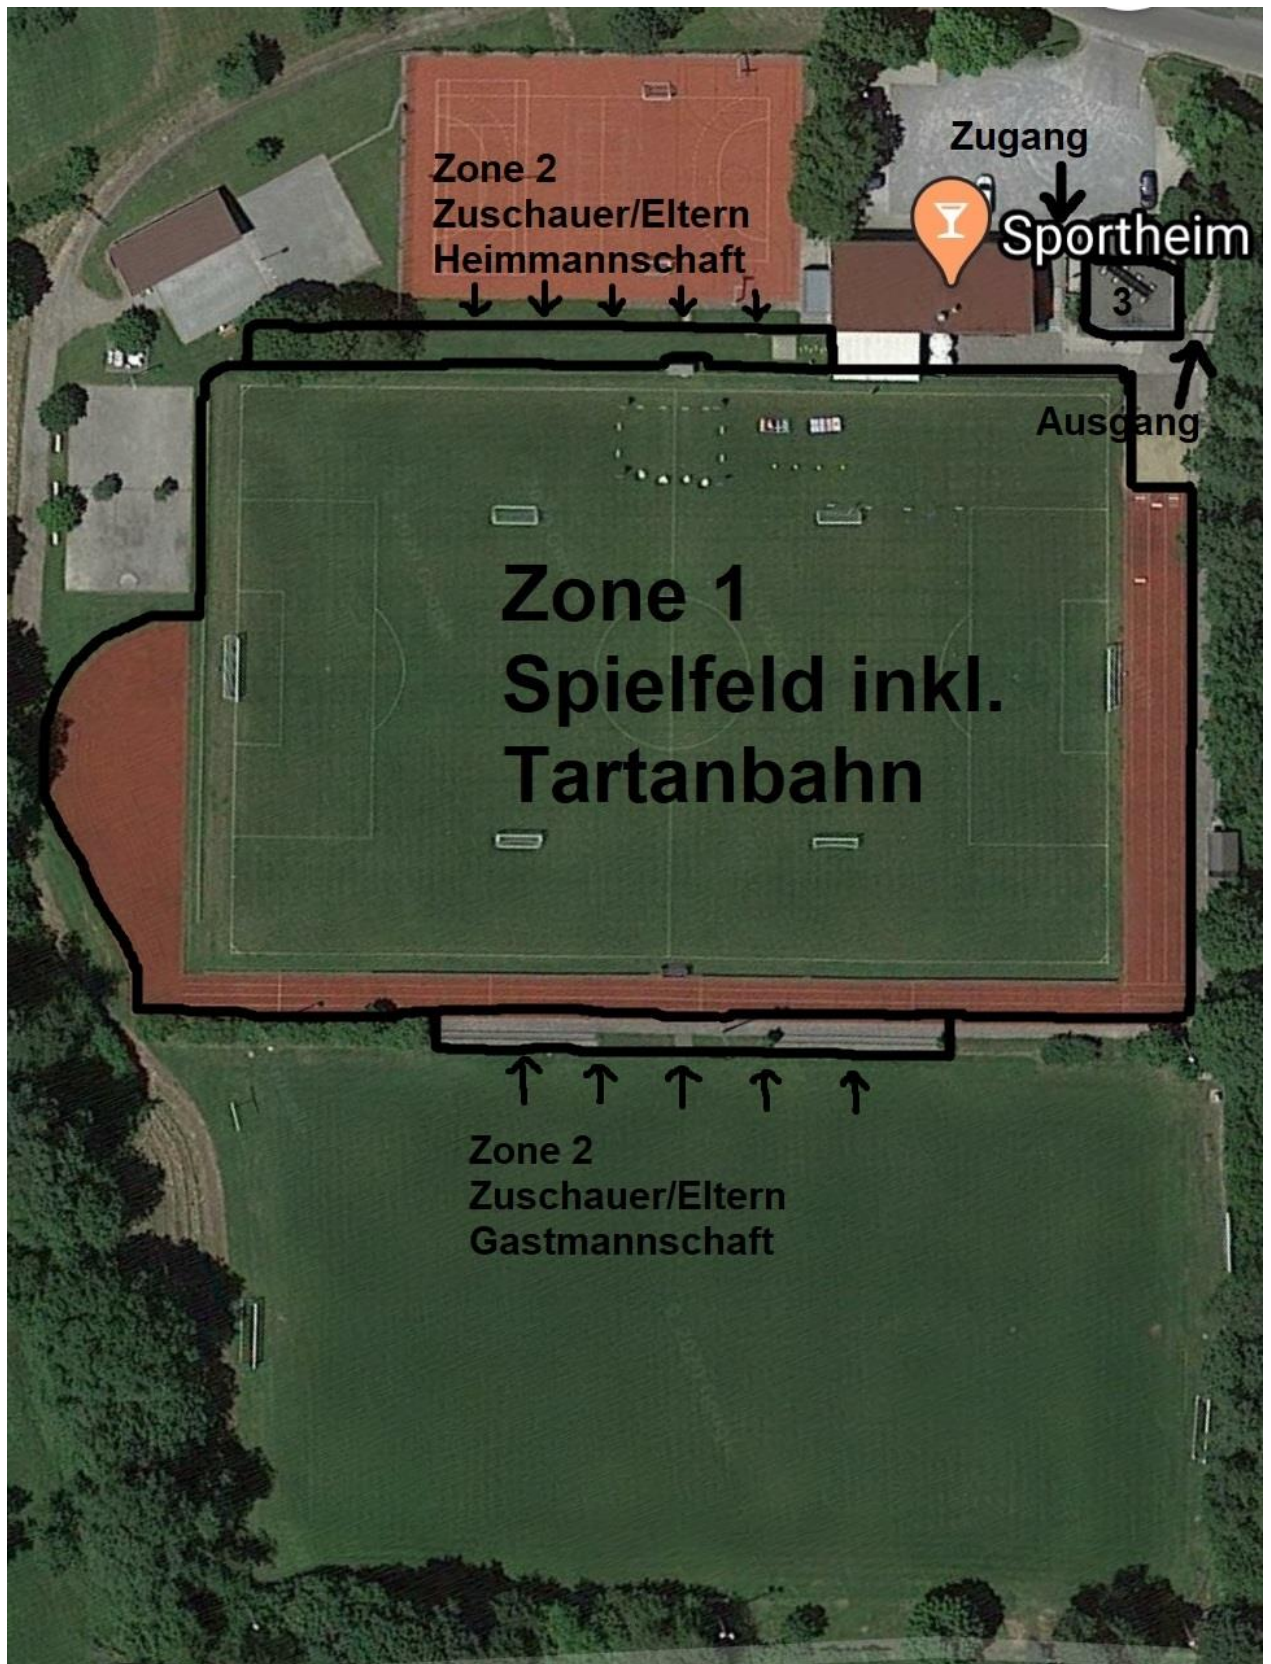 Zugang
Sportheim
Zone 2
Zuschauer/Eltern
Heimmannschaft
3
Ausgang
Zone 1
Spielfeld inkl.
Tartanbahn
Zone 2
Zuschauer/Eltern
Gastmannschaft